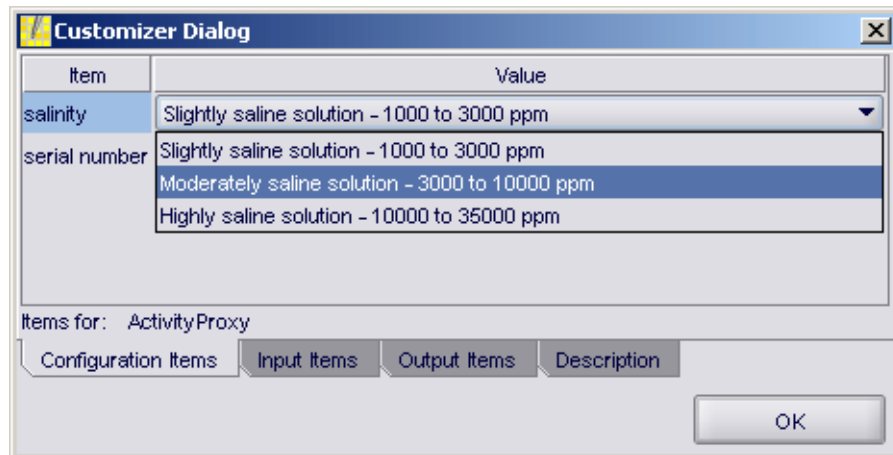 Customizer Dialog
Item Value
salinity Slightly saline solution - 1000 to 3000 ppm
serial number Slightly saline solution - 1000 to 3000 ppm
Moderately saline solution - 3000 to 10000 ppm
Highly saline solution - 10000 to 35000 ppm
Items for: ActivityProxy
Configuration Items Input Items Output Items Description
OK